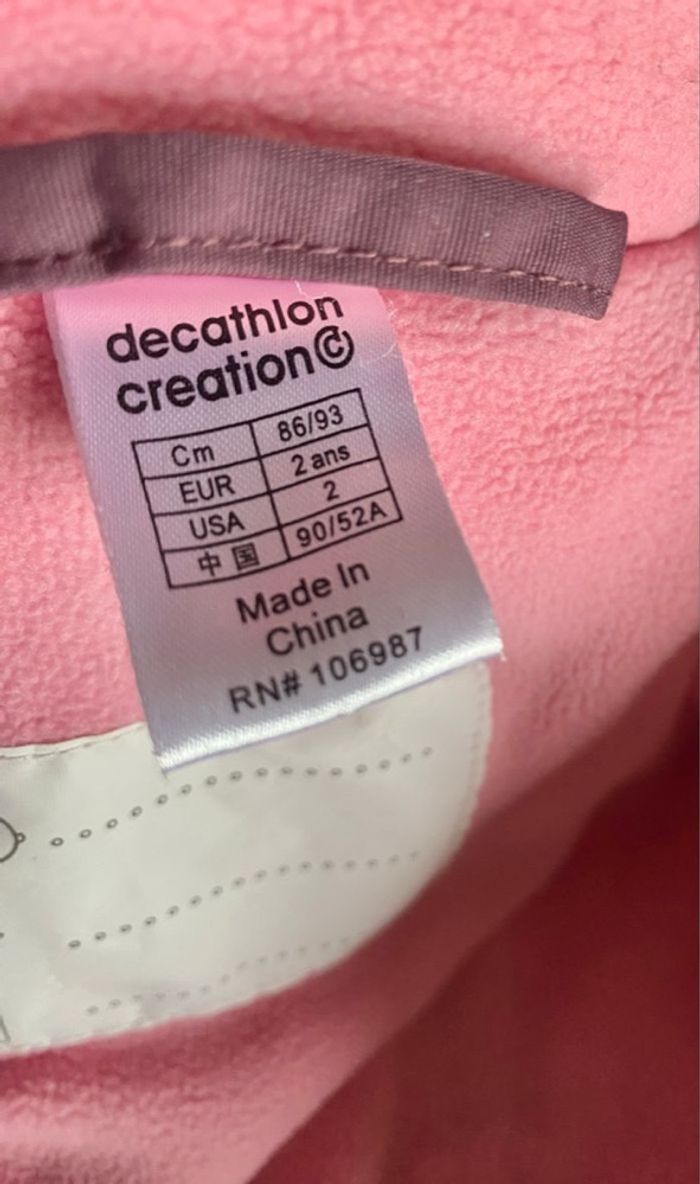 decathlon
creation©
Cm 86/93
EUR 2 ans
USA 2
中国 90/52A
Made In
China
RN# 106987